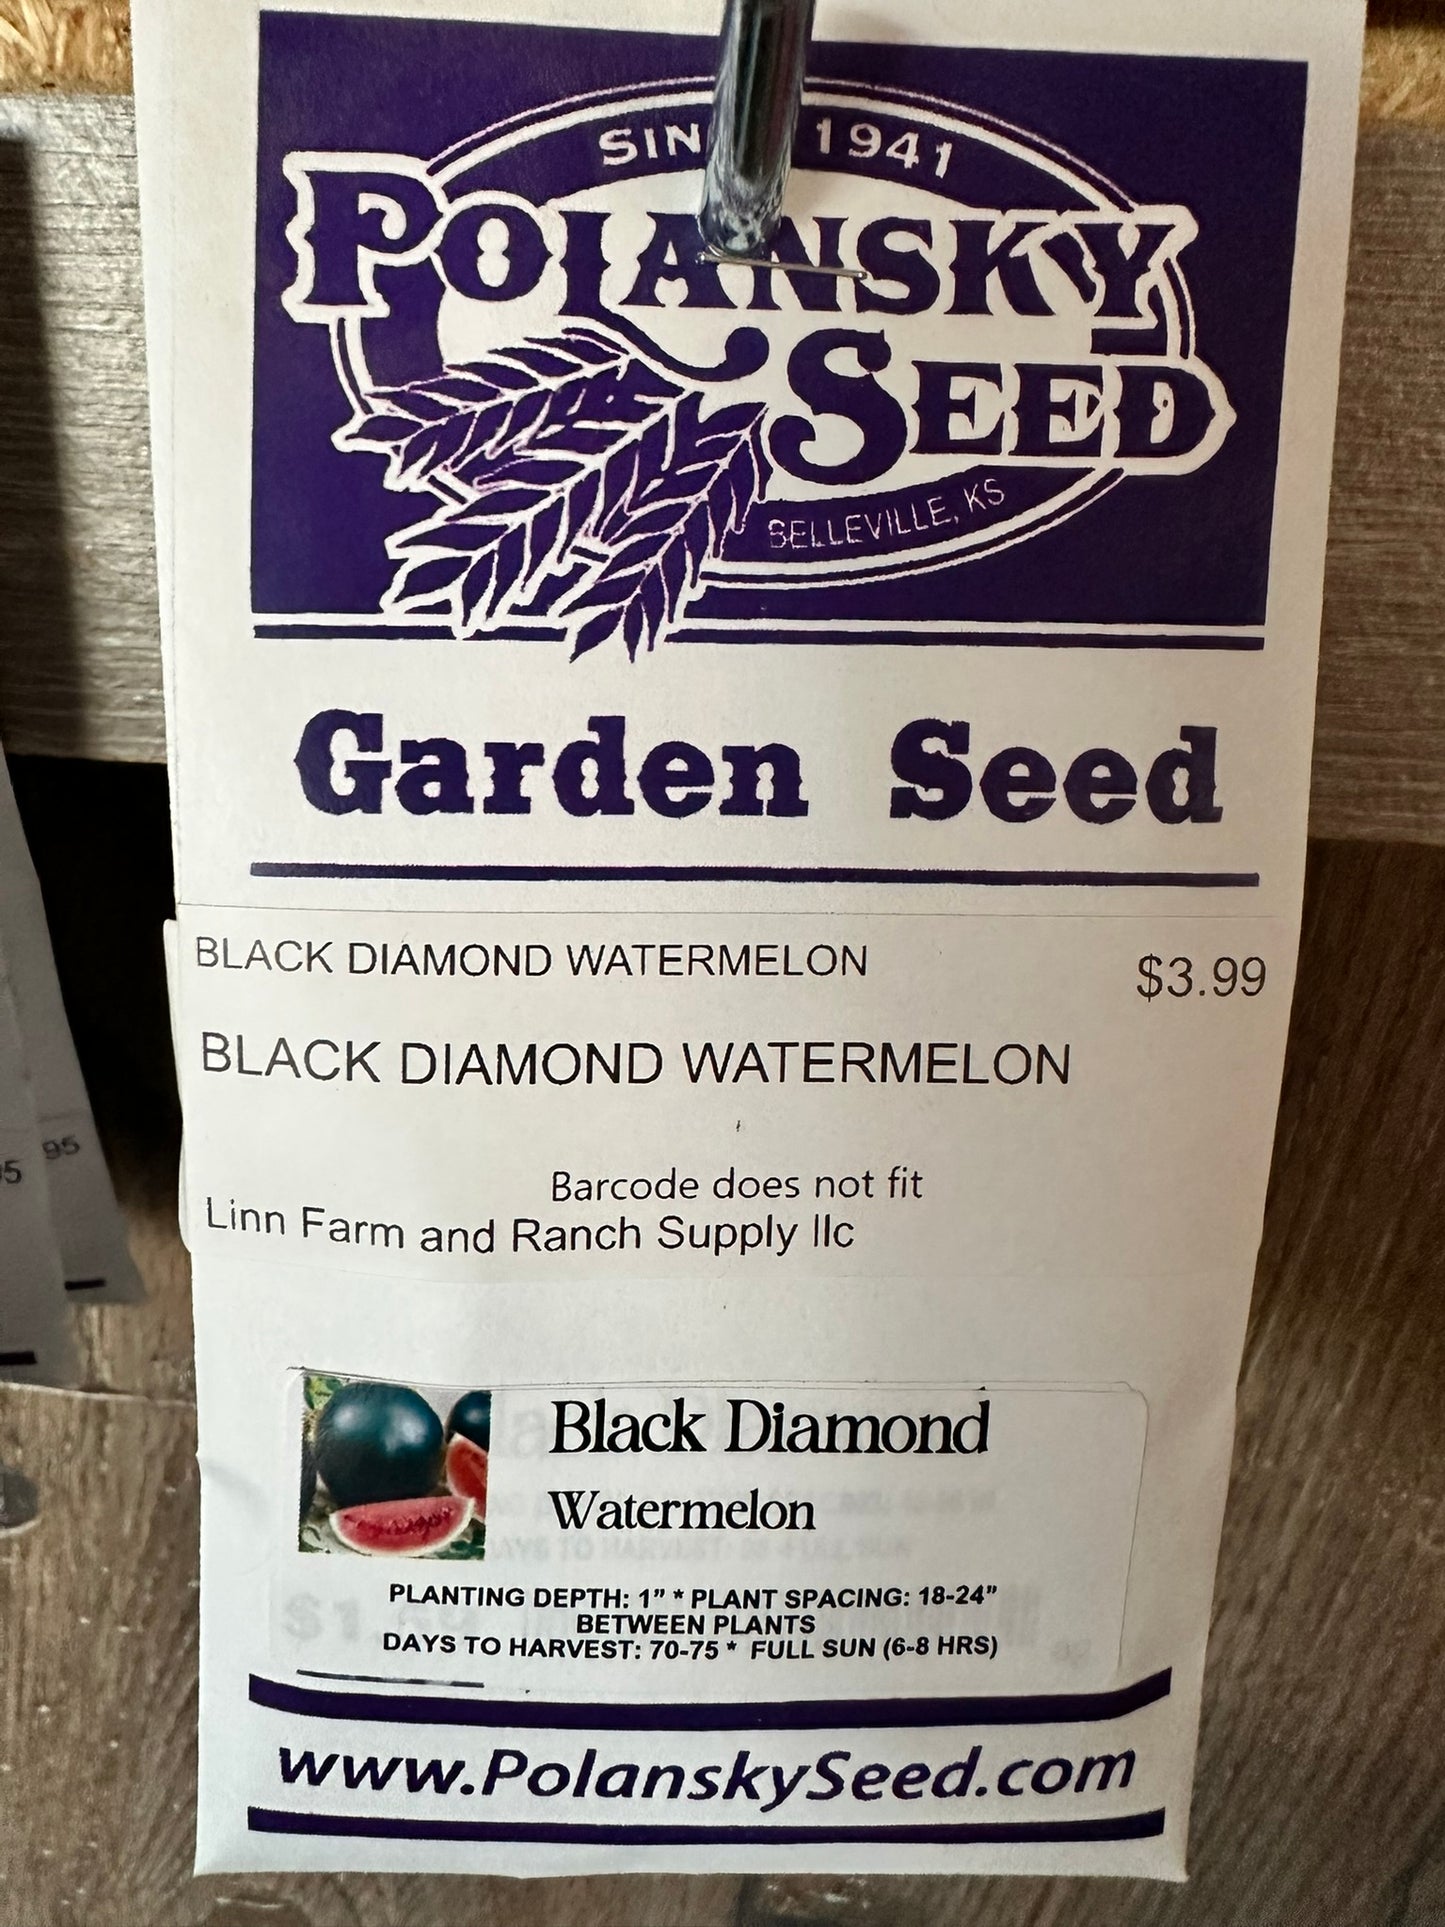 SIN 1941
POLANSKY
SEED
BELLEVILLE, KS
Garden Seed
BLACK DIAMOND WATERMELON $3.99
BLACK DIAMOND WATERMELON
Barcode does not fit
Linn Farm and Ranch Supply llc
Black Diamond
Watermelon
PLANTING DEPTH: 1” * PLANT SPACING: 18-24”
BETWEEN PLANTS
DAYS TO HARVEST: 70-75 * FULL SUN (6-8 HRS)
www.PolanskySeed.com
95